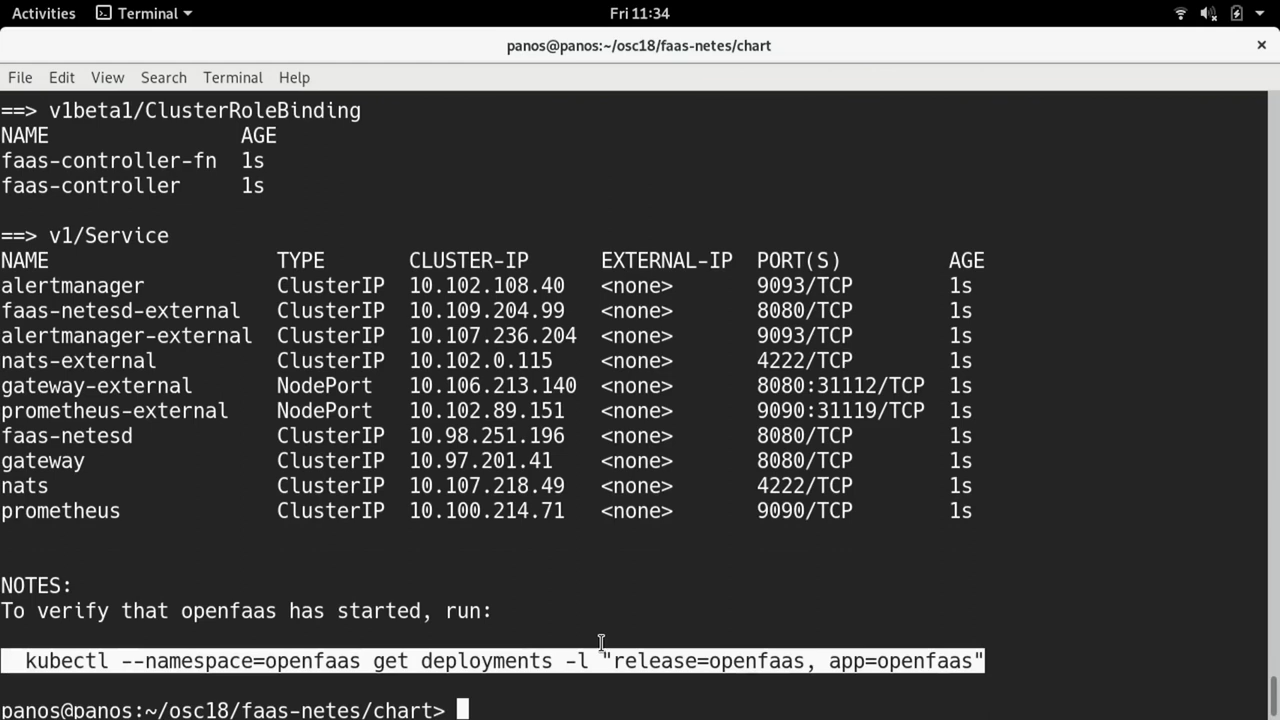 Activities Terminal Fri 11:34
panos@panos:~/osc18/faas-netes/chart ×
File Edit View Search Terminal Help
==> v1beta1/ClusterRoleBinding
NAME AGE
faas-controller-fn 1s
faas-controller 1s
==> v1/Service
NAME TYPE CLUSTER-IP EXTERNAL-IP PORT(S) AGE
alertmanager ClusterIP 10.102.108.40 <none> 9093/TCP 1s
faas-netesd-external ClusterIP 10.109.204.99 <none> 8080/TCP 1s
alertmanager-external ClusterIP 10.107.236.204 <none> 9093/TCP 1s
nats-external ClusterIP 10.102.0.115 <none> 4222/TCP 1s
gateway-external NodePort 10.106.213.140 <none> 8080:31112/TCP 1s
prometheus-external NodePort 10.102.89.151 <none> 9090:31119/TCP 1s
faas-netesd ClusterIP 10.98.251.196 <none> 8080/TCP 1s
gateway ClusterIP 10.97.201.41 <none> 8080/TCP 1s
nats ClusterIP 10.107.218.49 <none> 4222/TCP 1s
prometheus ClusterIP 10.100.214.71 <none> 9090/TCP 1s
NOTES:
To verify that openfaas has started, run:
kubectl --namespace=openfaas get deployments -l "release=openfaas, app=openfaas"
panos@panos:~/osc18/faas-netes/chart>